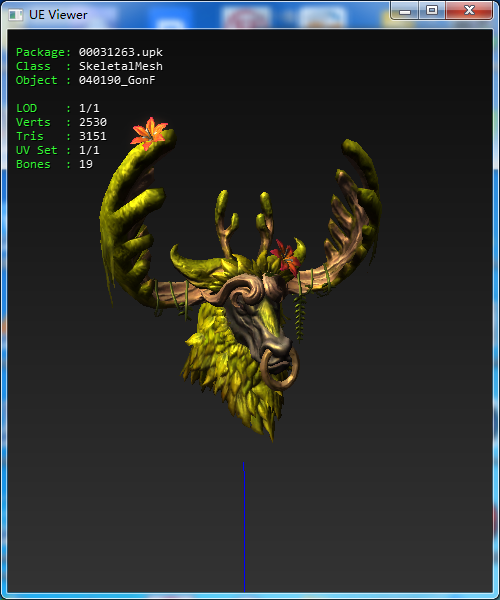 UE Viewer
Package: 00031263.upk
Class : SkeletalMesh
Object : 040190_GonF
LOD : 1/1
Verts : 2530
Tris : 3151
UV Set : 1/1
Bones : 19